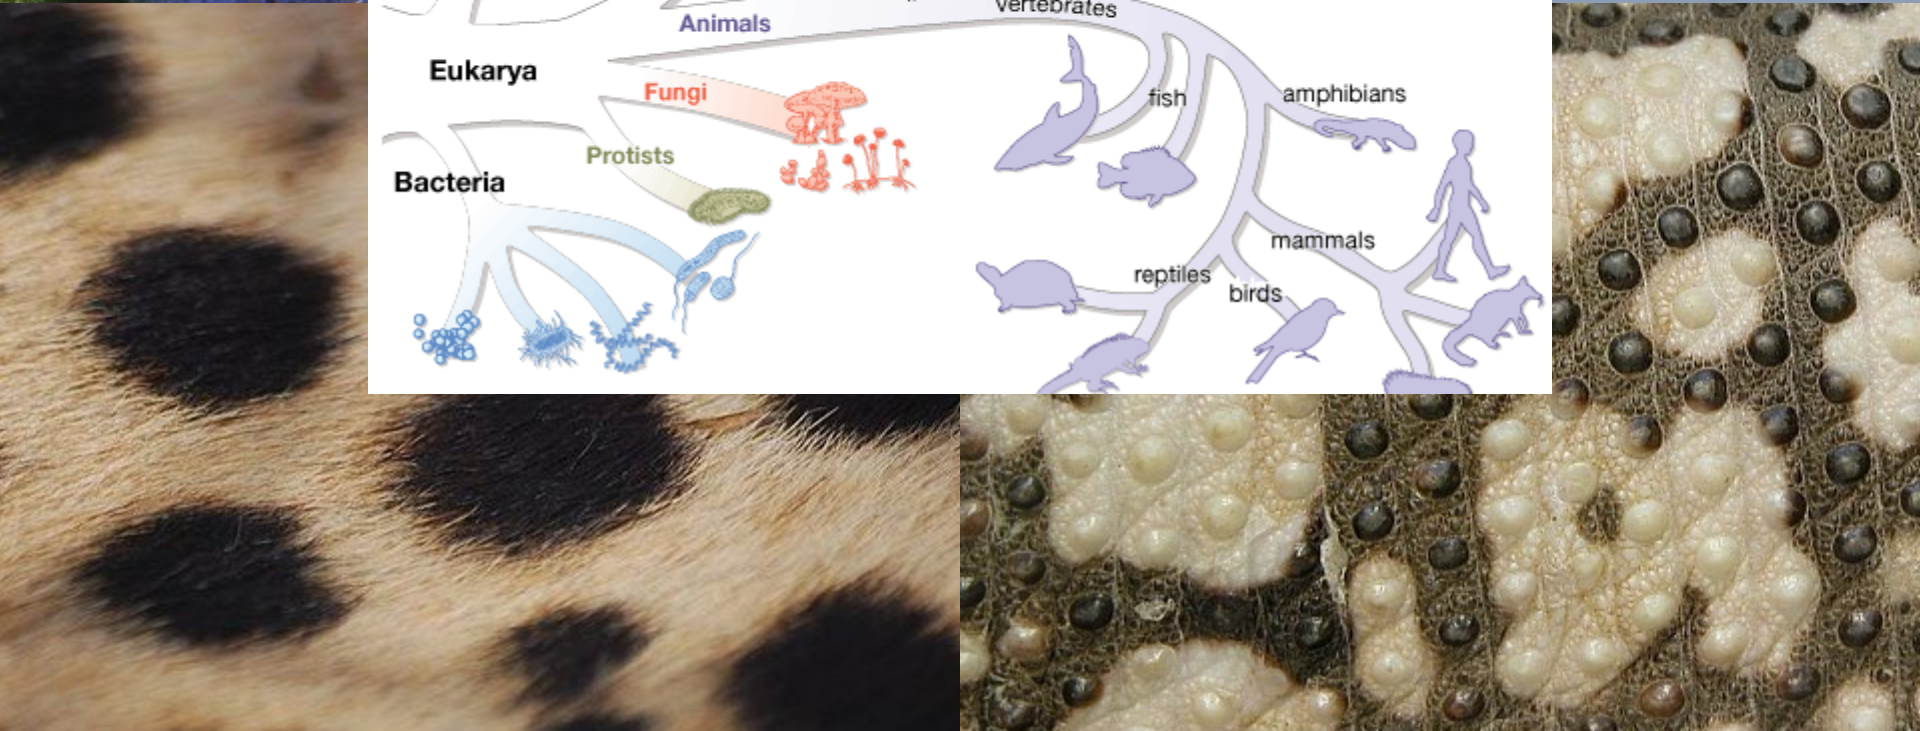 vertebrates
Animals
Eukarya
Fungi
fish
amphibians
Protists
Bacteria
mammals
reptiles
birds